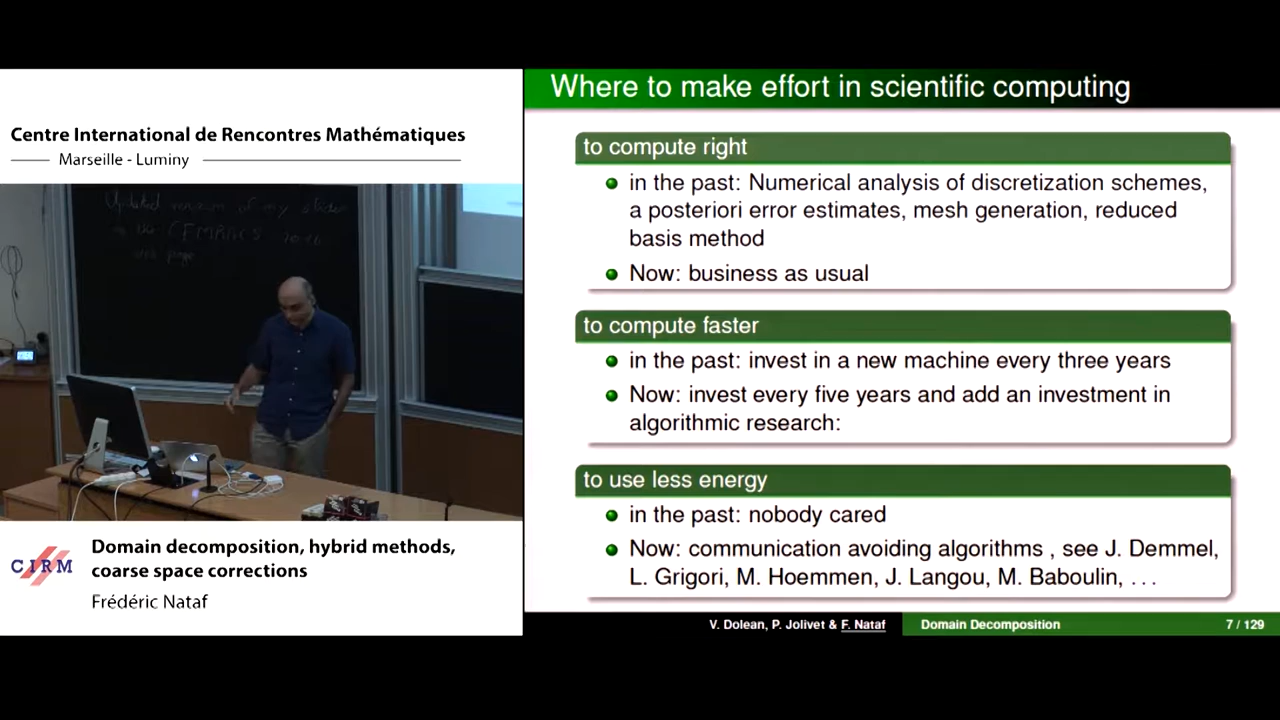 Centre International de Rencontres Mathématiques
Marseille - Luminy
Updated version of my slides
CIRM
Domain decomposition, hybrid methods,
coarse space corrections
Frédéric Nataf
Where to make effort in scientific computing
to compute right
in the past: Numerical analysis of discretization schemes,
a posteriori error estimates, mesh generation, reduced
basis method
Now: business as usual
to compute faster
in the past: invest in a new machine every three years
Now: invest every five years and add an investment in
algorithmic research:
to use less energy
in the past: nobody cared
Now: communication avoiding algorithms , see J. Demmel,
L. Grigori, M. Hoemmen, J. Langou, M. Baboulin, . . .
V. Dolean, P. Jolivet & F. Nataf Domain Decomposition 7 / 129